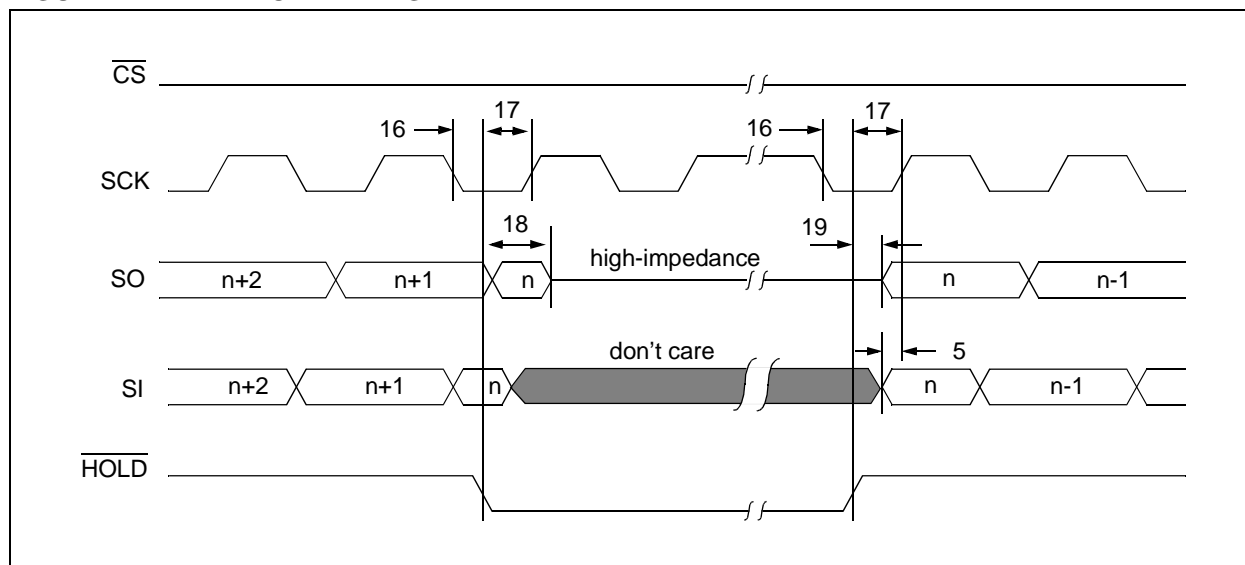 CS
17
17
16
16
SCK
18
19
high-impedance
SO
n+2
n+1
n
n
n-1
don't care
5
SI
n+2
n+1
n
n
n-1
HOLD